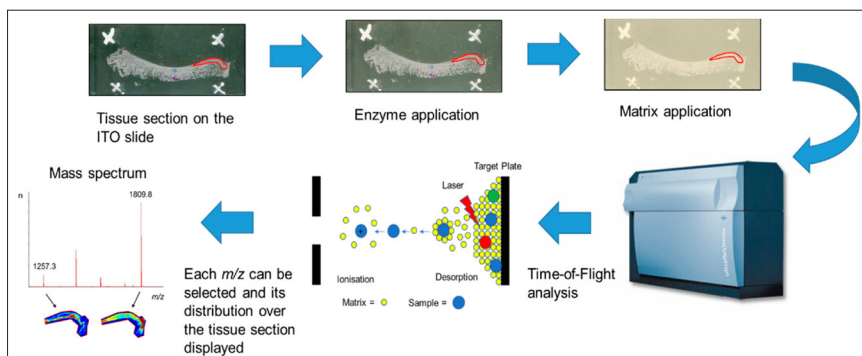 Tissue section on the
ITO slide
Enzyme application
Matrix application
Mass spectrum
n
1809.8
1257.3
m/z
Each m/z can be
selected and its
distribution over
the tissue section
displayed
Target Plate
Laser
Ionisation
Desorption
Matrix =
Sample =
Time-of-Flight
analysis